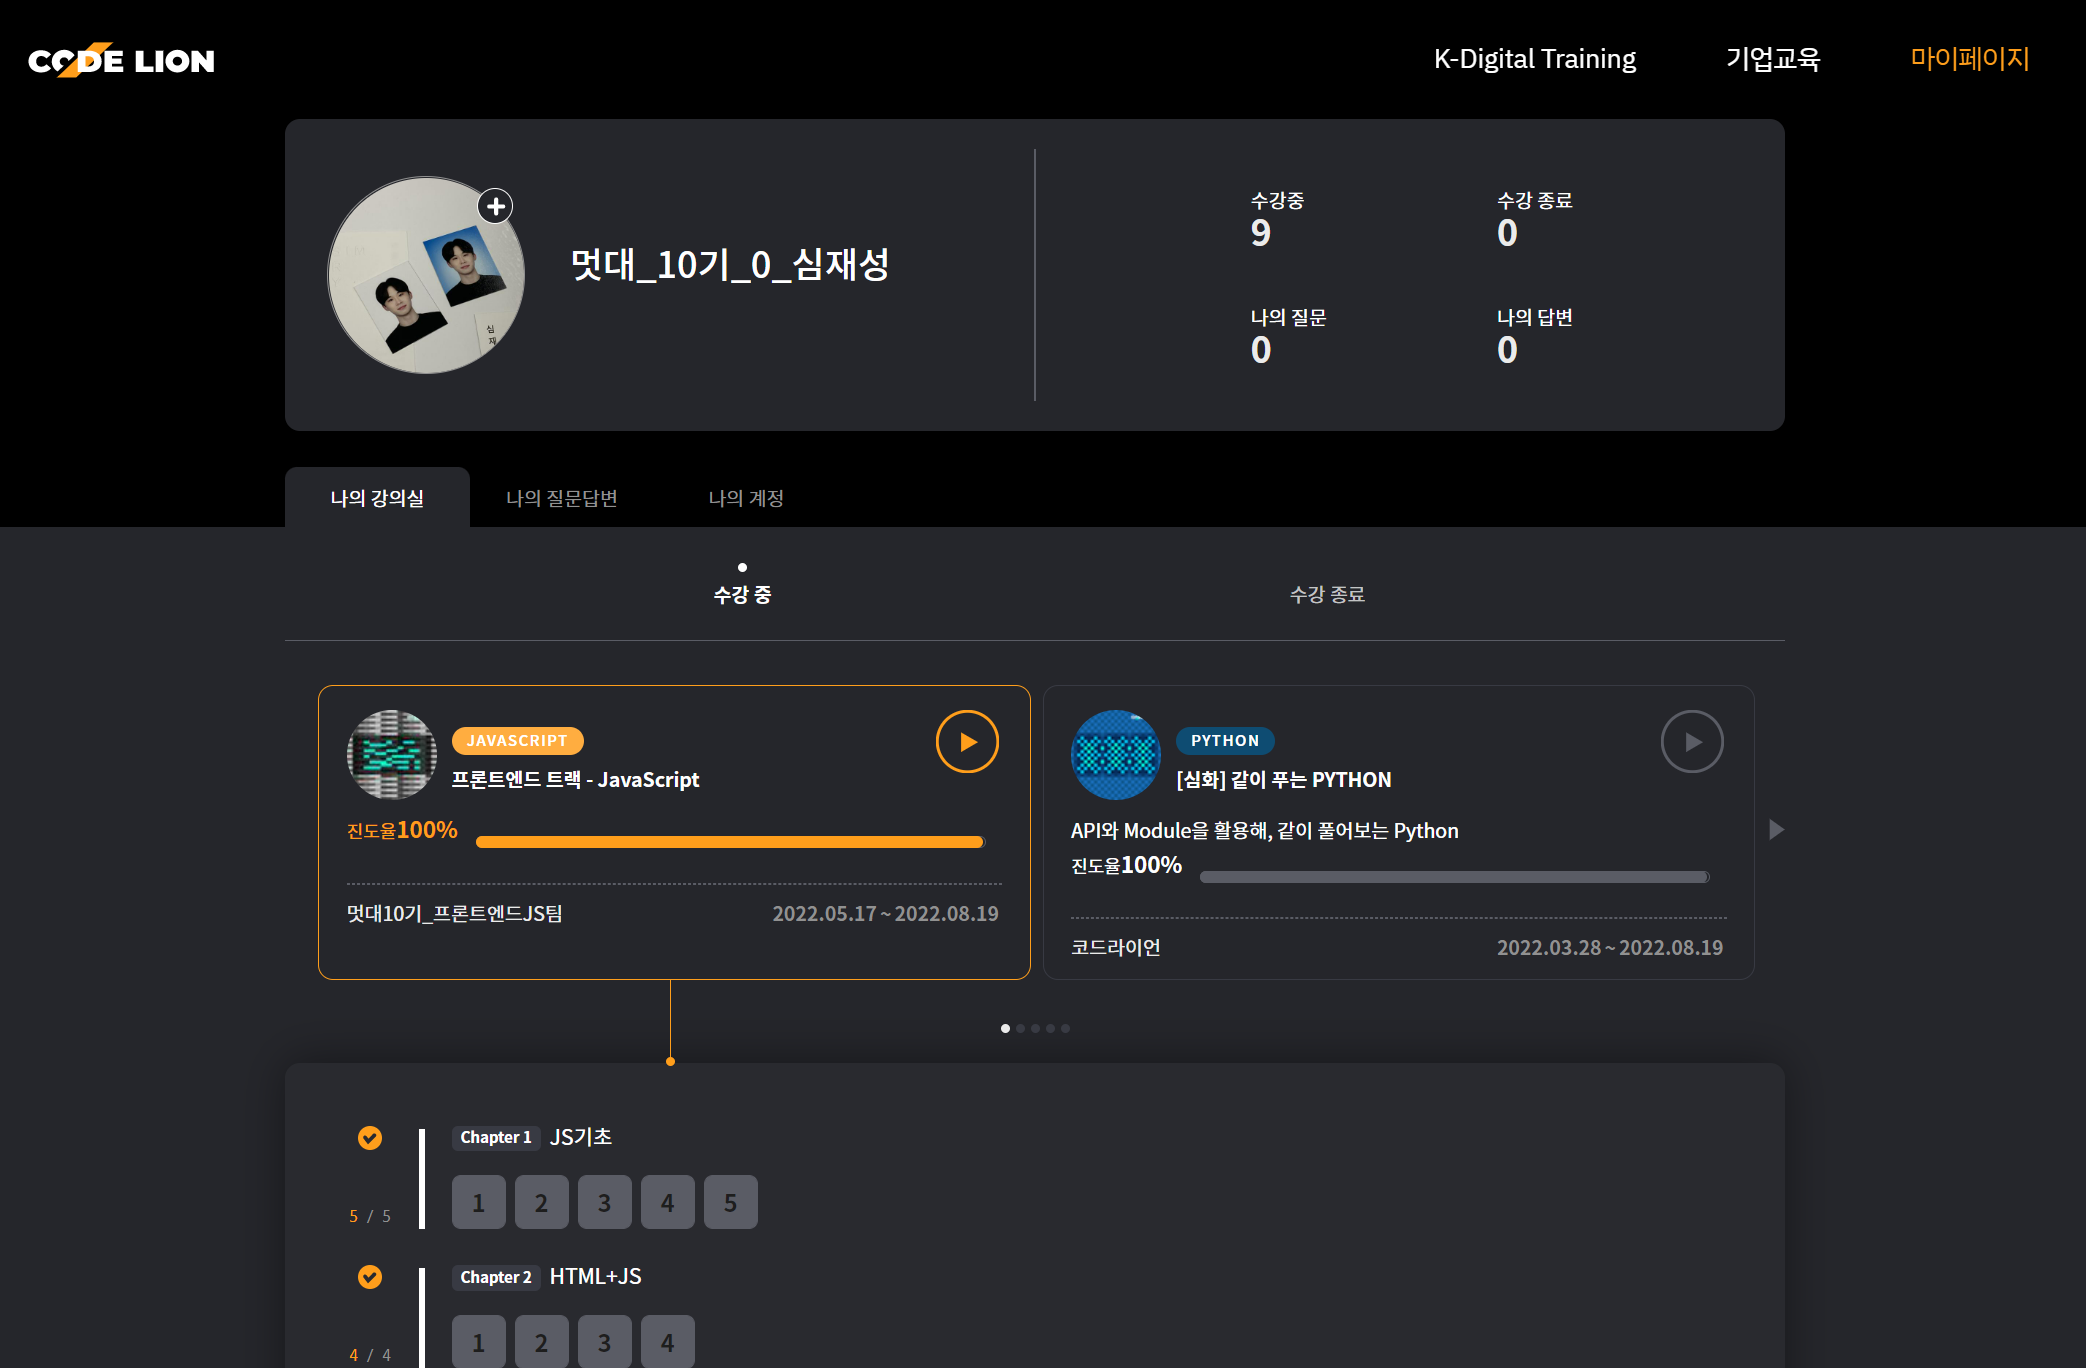 CODE LION
K-Digital Training
기업교육
마이페이지
심
재
멋대_10기_0_심재성
수강중
9
수강 종료
0
나의 질문
0
나의 답변
0
나의 강의실
나의 질문답변
나의 계정
수강 중
수강 종료
JAVASCRIPT
프론트엔드 트랙 - JavaScript
진도율100%
멋대10기_프론트엔드JS팀
2022.05.17 ~ 2022.08.19
PYTHON
[심화] 같이 푸는 PYTHON
API와 Module을 활용해, 같이 풀어보는 Python
진도율100%
코드라이언
2022.03.28 ~ 2022.08.19
Chapter 1 JS기초
1 2 3 4 5
5 / 5
Chapter 2 HTML+JS
1 2 3 4
4 / 4